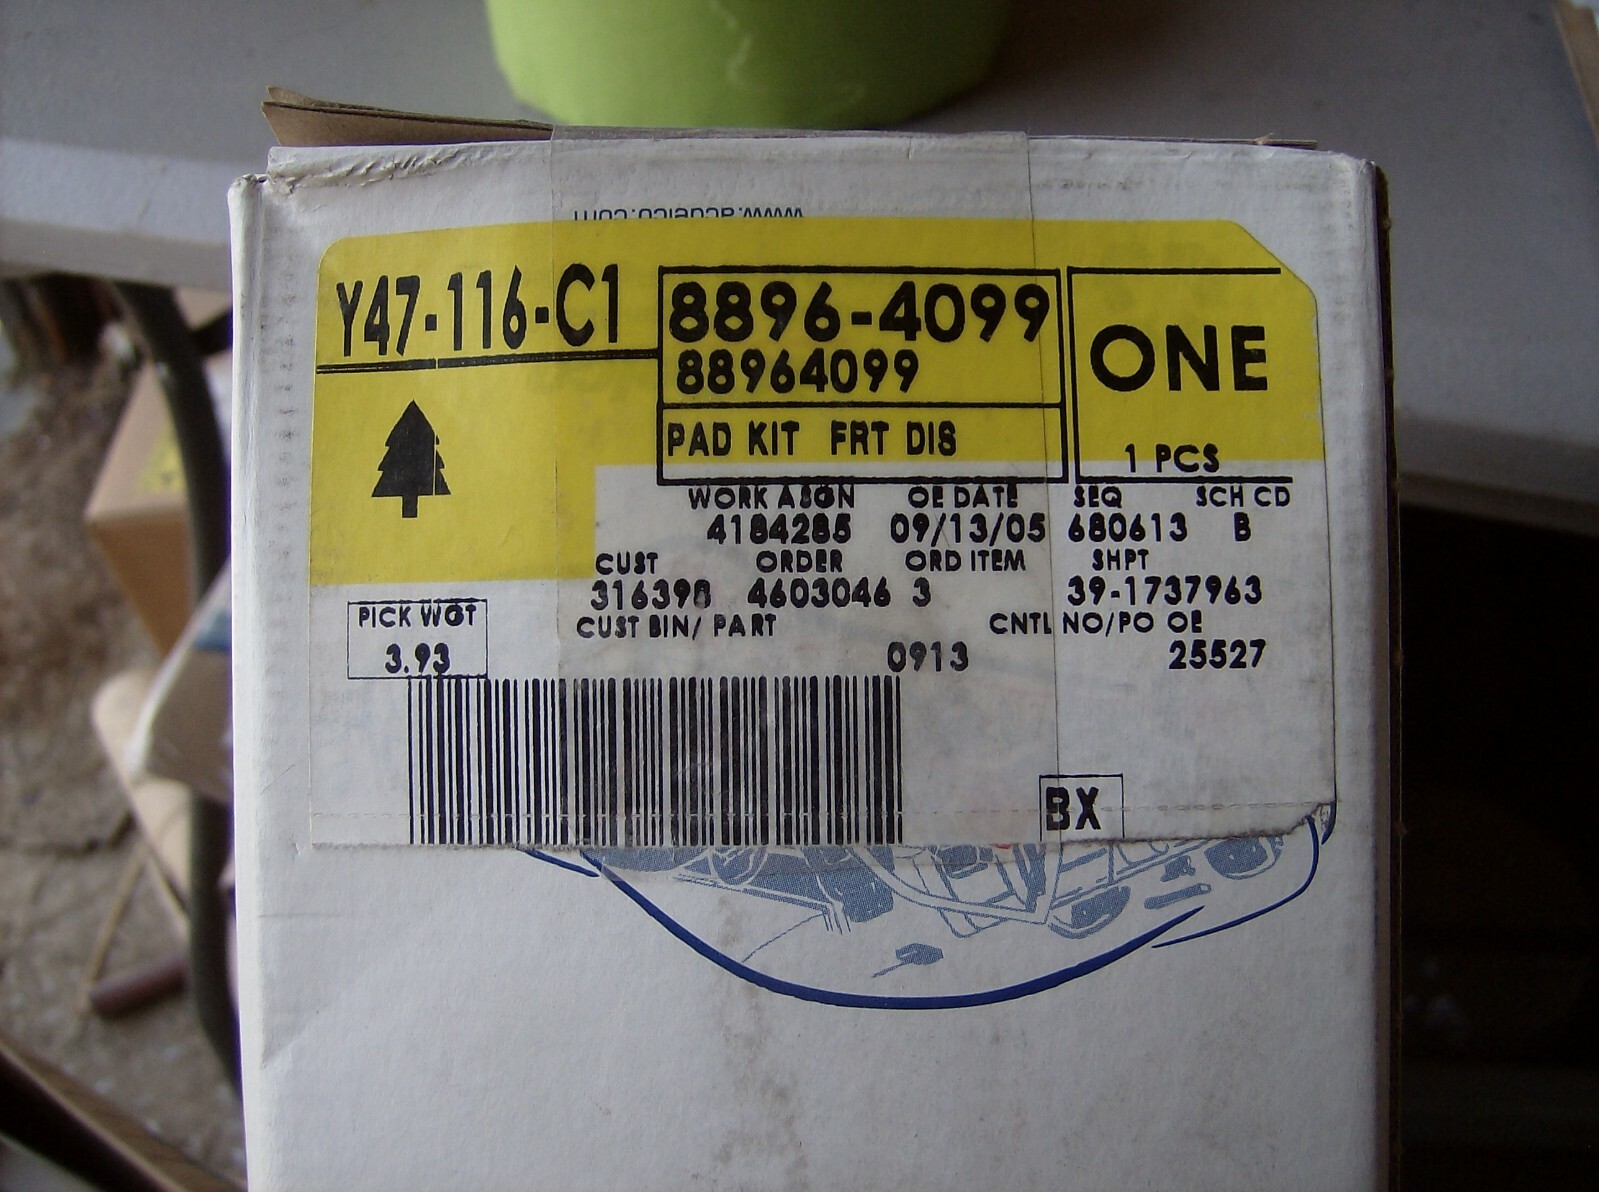 www.acdelco.com
Y47-116-C1
8896-4099
88964099
ONE
PAD KIT FRT DIS
1 PCS
WORK ASGN OE DATE SEQ SCH CD
4184285 09/13/05 680613 B
CUST ORDER ORD ITEM SHPT
316398 4603046 3 39-1737963
PICK WGT
3.93
CUST BIN/ PART CNTL NO/PO OE
0913 25527
BX